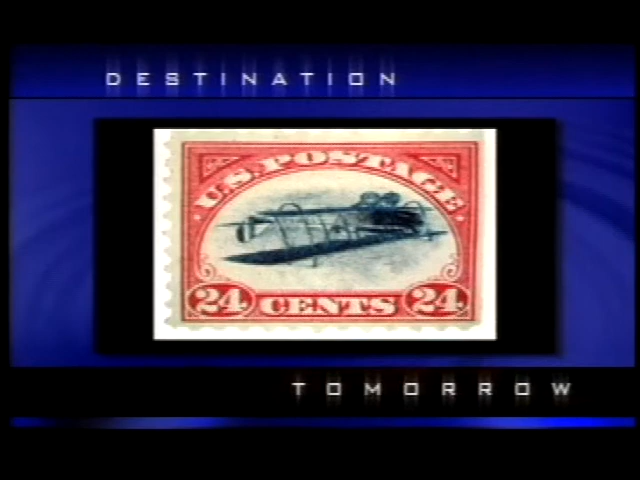 DESTINATION
U.S. POSTAGE
24 CENTS 24
TOMORROW